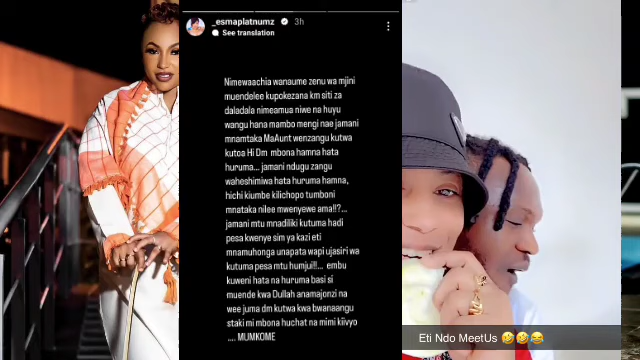 _esmaplatnumz 3h
See translation
Nimewaachia wanaume zenu wa mjini
muendelee kupokezana km siti za
daladala nimeamua niwe na huyu
wangu hana mambo mengi nae jamani
mnamtaka MaAunt wenzangu kutwa
kutoa Hi Dm mbona hamna hata
huruma... jamani ndugu zangu
waheshimiwa hata huruma hamna,
hichi kiumbe kilichopo tumboni
mnataka nilee mwenyewe ama!!?...
jamani mtu mnadiliki kutuma hadi
pesa kwenye sim ya kazi eti
mnamuhonga unapata wapi ujasiri wa
kutuma pesa mtu humjui!!... embu
kuweni hata na huruma basi si
muende kwa Dullah anamajonzi na
wee juma dm kutwa kwa bwanaangu
staki mi mbona huchat na mimi kiivyo
.... MUMKOME
Eti Ndo MeetUs 🤣🤣😂